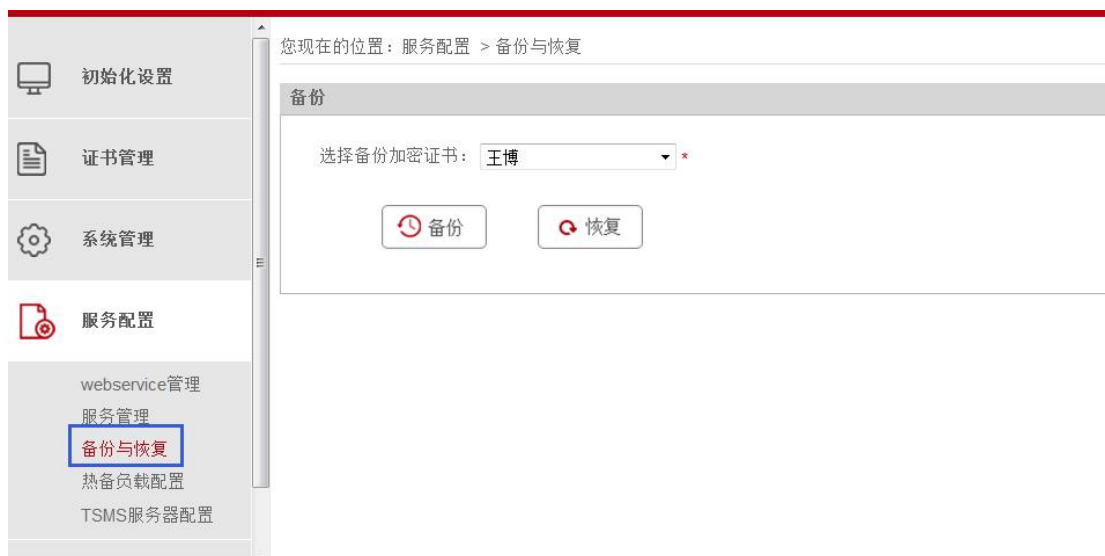 您现在的位置：服务配置 > 备份与恢复
初始化设置
证书管理
系统管理
服务配置
webservice管理
服务管理
备份与恢复
热备负载配置
TSMS服务器配置
备份
选择备份加密证书： 王博 *
备份 恢复